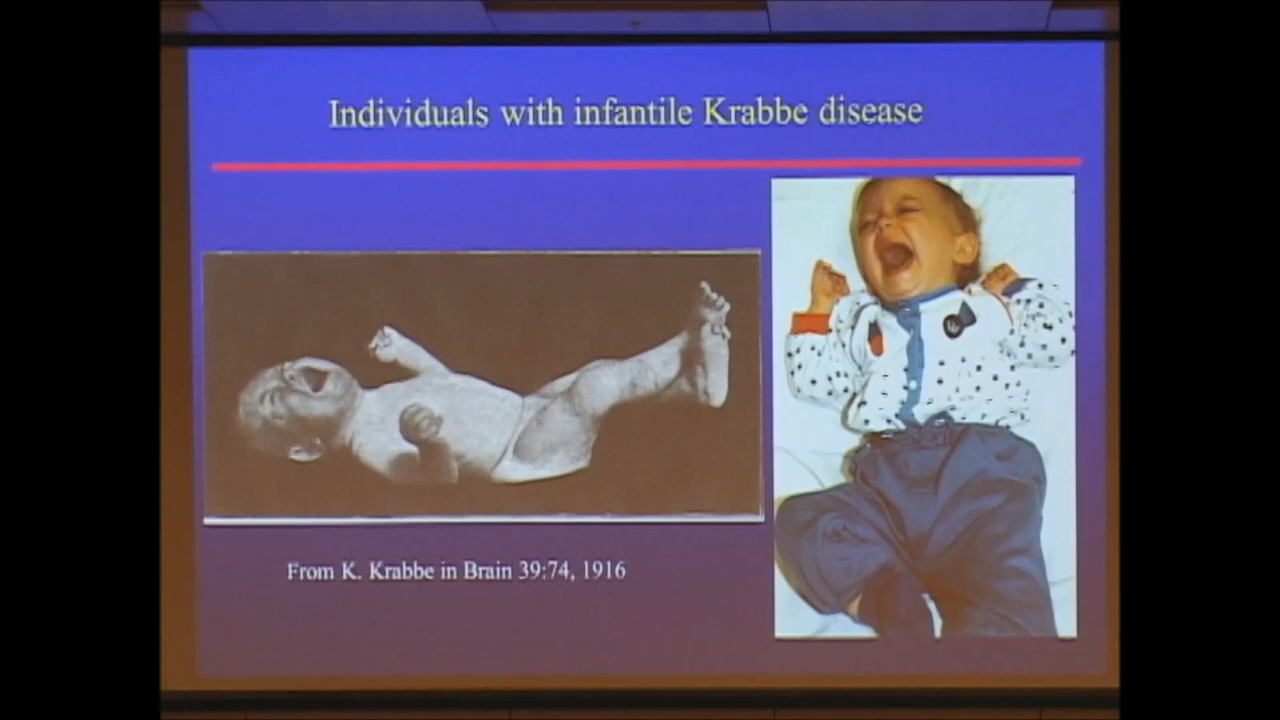 Individuals with infantile Krabbe disease
From K. Krabbe in Brain 39:74, 1916